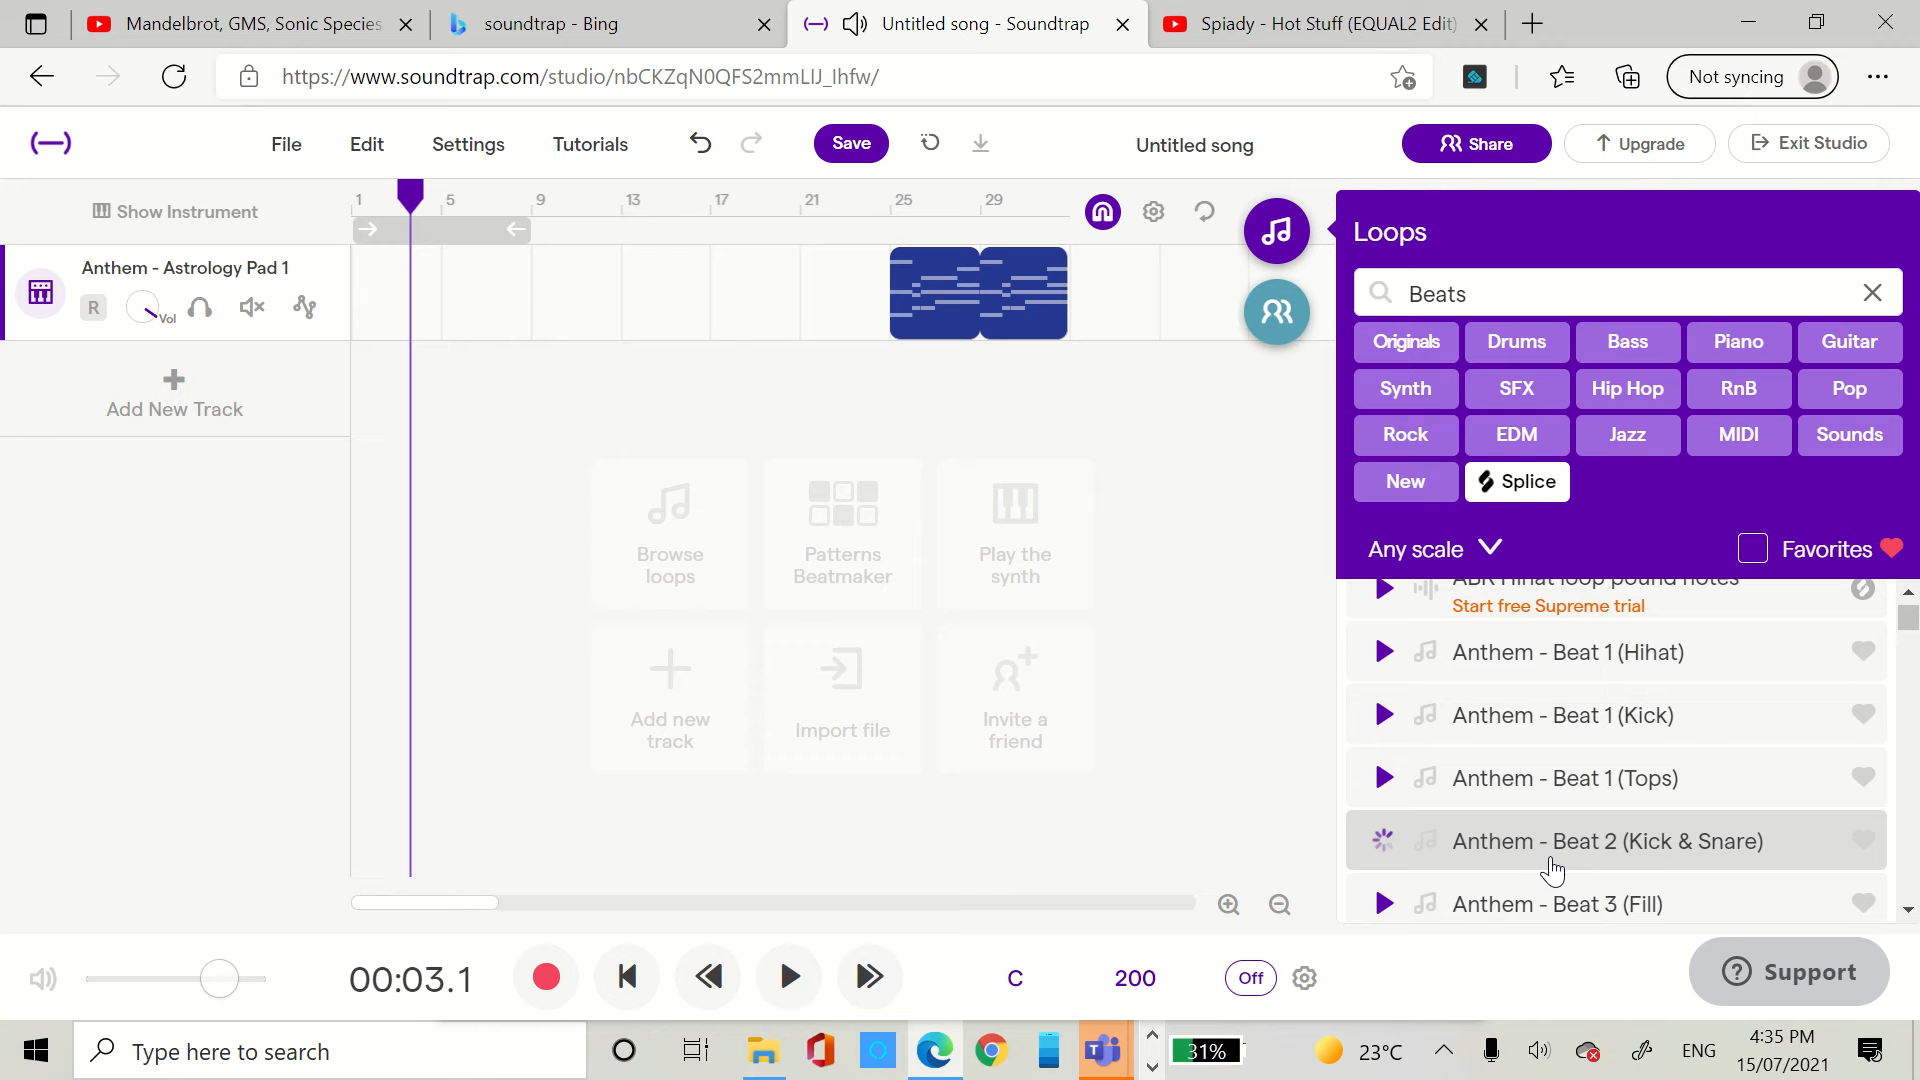 Mandelbrot, GMS, Sonic Species
soundtrap - Bing
Untitled song - Soundtrap
Spiady - Hot Stuff (EQUAL2 Edit)
https://www.soundtrap.com/studio/nbCKZqN0QFS2mmLIJ_Ihfw/
Not syncing
File
Edit
Settings
Tutorials
Save
Untitled song
Share
Upgrade
Exit Studio
Show Instrument
1
5
9
13
17
21
25
29
Anthem - Astrology Pad 1
R
Vol
Add New Track
Browse
loops
Patterns
Beatmaker
Play the
synth
Add new
track
Import file
Invite a
friend
Loops
Beats
Originals
Drums
Bass
Piano
Guitar
Synth
SFX
Hip Hop
RnB
Pop
Rock
EDM
Jazz
MIDI
Sounds
New
Splice
Any scale
Favorites
ABR Hihat loop pound notes
Start free Supreme trial
Anthem - Beat 1 (Hihat)
Anthem - Beat 1 (Kick)
Anthem - Beat 1 (Tops)
Anthem - Beat 2 (Kick & Snare)
Anthem - Beat 3 (Fill)
00:03.1
C
200
Off
Support
Type here to search
31%
23°C
ENG
4:35 PM
15/07/2021